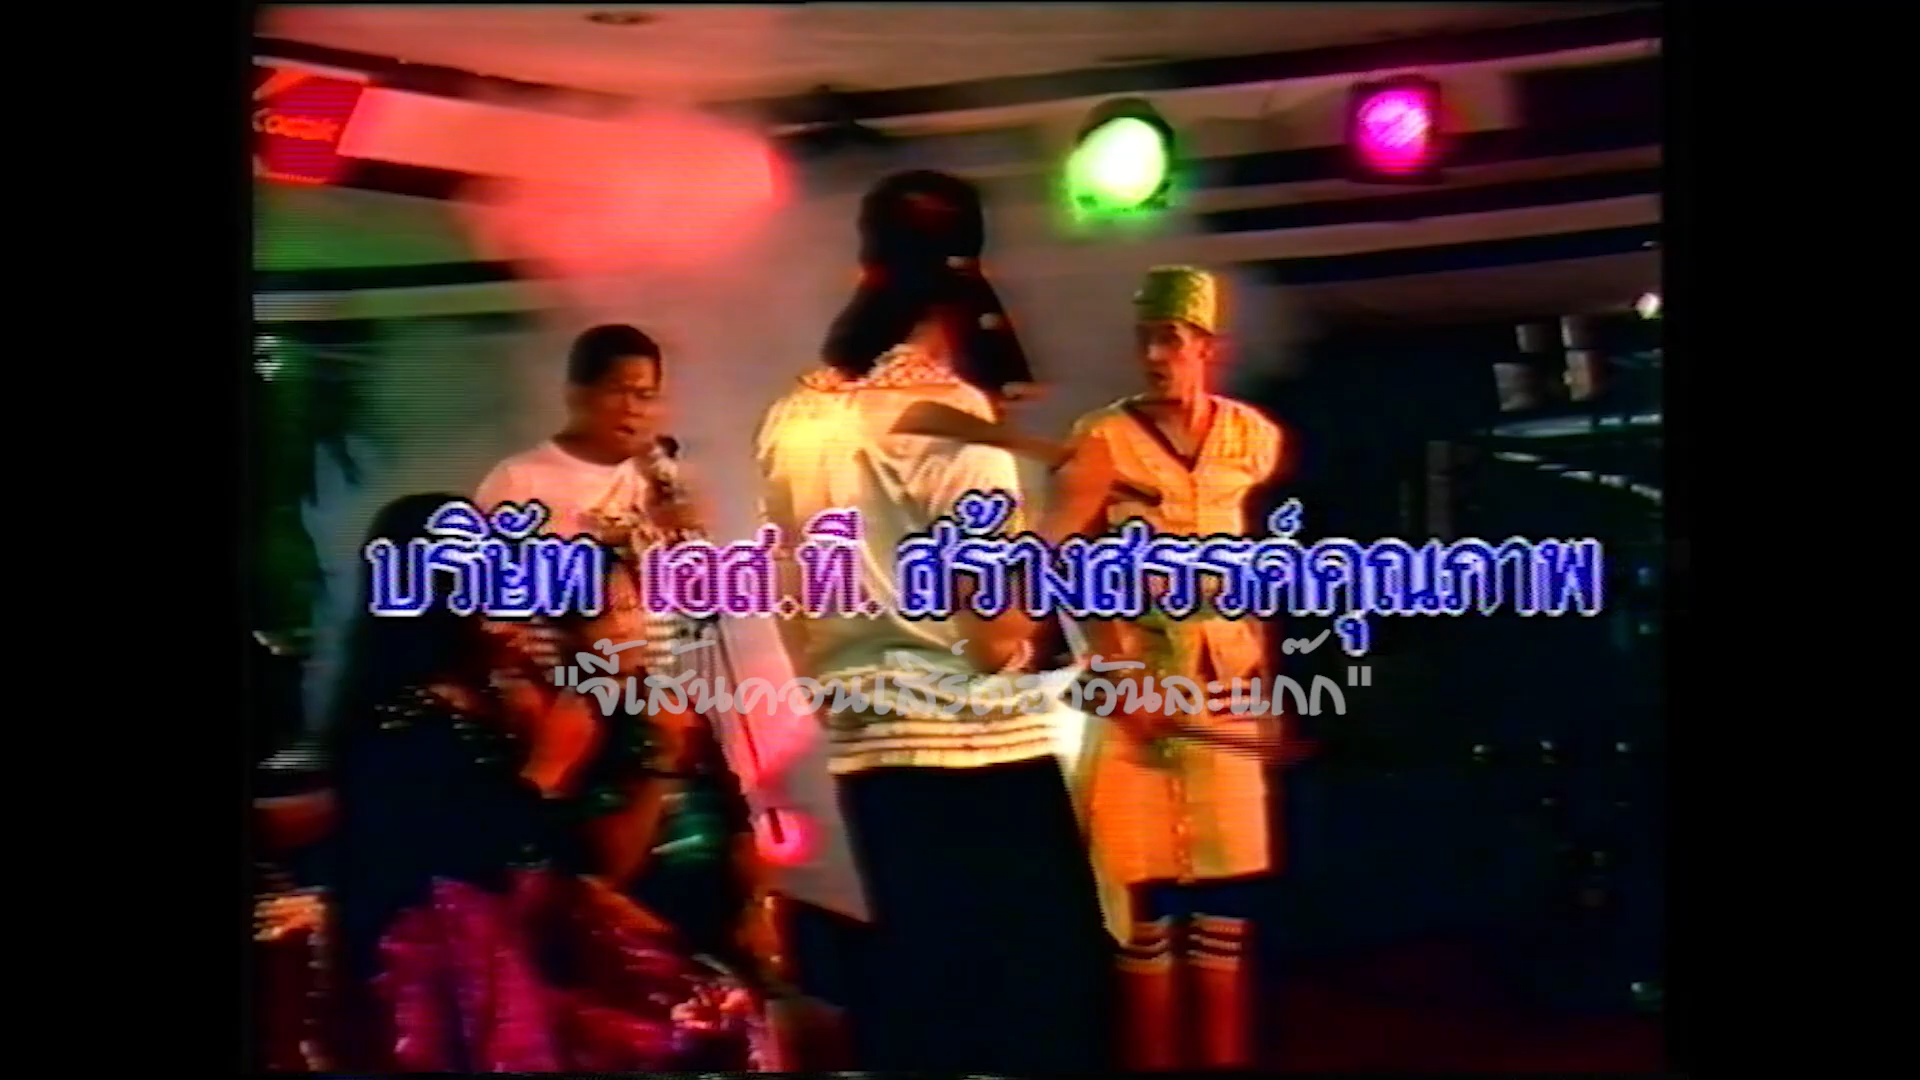 Kodak
บริษัท เอส.ที. สร้างสรรค์คุณภาพ
"จี้เส้นคอนเสิร์ตฮาวันละแก๊ก"